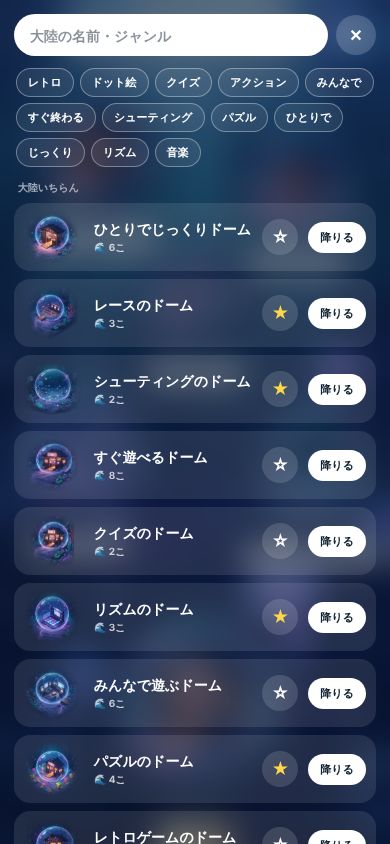 大陸の名前・ジャンル
レトロ ドット絵 クイズ アクション みんなで
すぐ終わる シューティング パズル ひとりで
じっくり リズム 音楽
大陸いちらん
ひとりでじっくりドーム
6こ
降りる
レースのドーム
3こ
降りる
シューティングのドーム
2こ
降りる
すぐ遊べるドーム
8こ
降りる
クイズのドーム
2こ
降りる
リズムのドーム
3こ
降りる
みんなで遊ぶドーム
6こ
降りる
パズルのドーム
4こ
降りる
レトロゲームのドーム
降りる